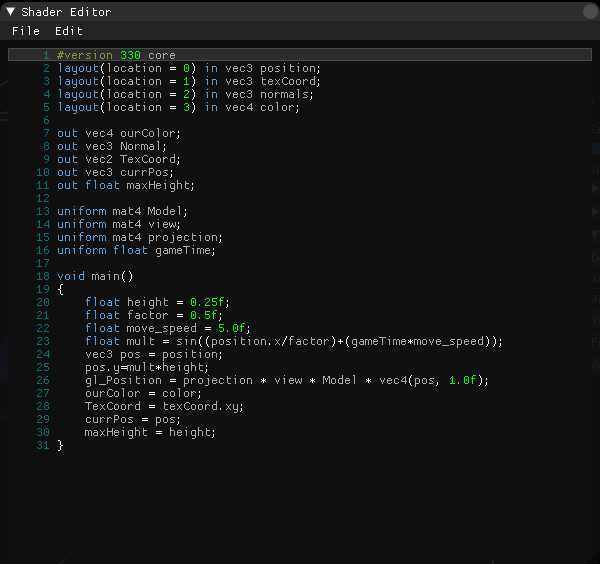 Shader Editor
File Edit
1 #version 330 core
2 layout(location = 0) in vec3 position;
3 layout(location = 1) in vec3 texCoord;
4 layout(location = 2) in vec3 normals;
5 layout(location = 3) in vec4 color;
6
7 out vec4 ourColor;
8 out vec3 Normal;
9 out vec2 TexCoord;
10 out vec3 currPos;
11 out float maxHeight;
12
13 uniform mat4 Model;
14 uniform mat4 view;
15 uniform mat4 projection;
16 uniform float gameTime;
17
18 void main()
19 {
20     float height = 0.25f;
21     float factor = 0.5f;
22     float move_speed = 5.0f;
23     float mult = sin((position.x/factor)+(gameTime*move_speed));
24     vec3 pos = position;
25     pos.y=mult*height;
26     gl_Position = projection * view * Model * vec4(pos, 1.0f);
27     ourColor = color;
28     TexCoord = texCoord.xy;
29     currPos = pos;
30     maxHeight = height;
31 }